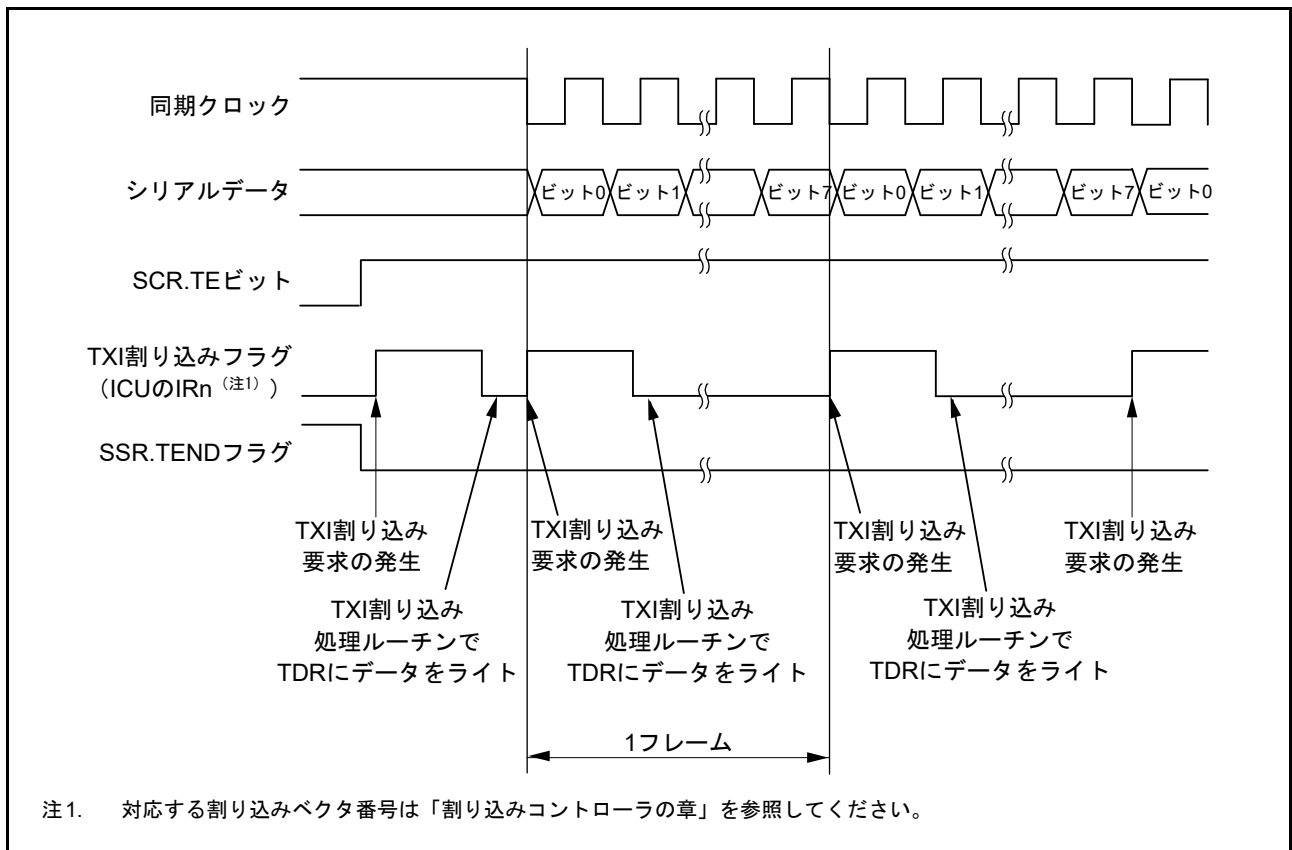 同期クロック
シリアルデータ
ビット0 ビット1 ビット7 ビット0 ビット1 ビット7 ビット0
SCR.TEビット
TXI割り込みフラグ
（ICUのIRn（注1））
SSR.TENDフラグ
TXI割り込み
要求の発生
TXI割り込み
要求の発生
TXI割り込み
要求の発生
TXI割り込み
要求の発生
TXI割り込み
処理ルーチンで
TDRにデータをライト
TXI割り込み
処理ルーチンで
TDRにデータをライト
TXI割り込み
処理ルーチンで
TDRにデータをライト
1フレーム
注1. 対応する割り込みベクタ番号は「割り込みコントローラの章」を参照してください。